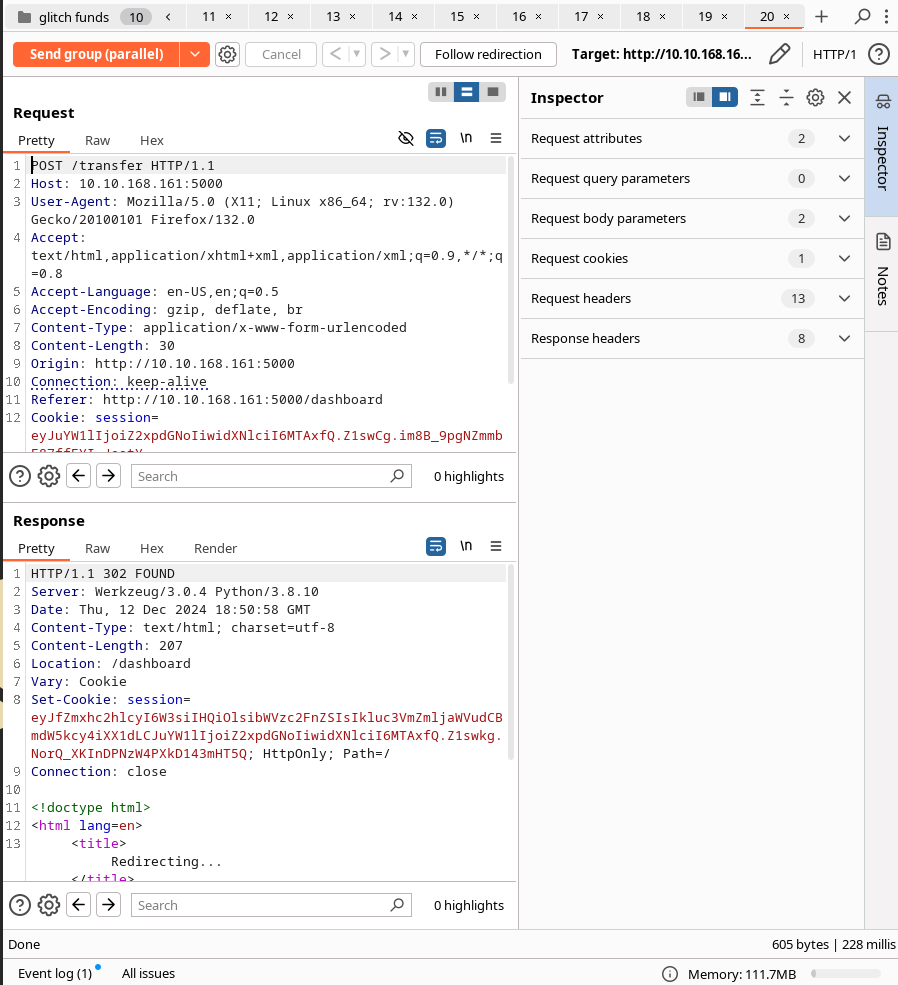 glitch funds 10 11 × 12 × 13 × 14 × 15 × 16 × 17 × 18 × 19 × 20 ×
Send group (parallel) Cancel Follow redirection Target: http://10.10.168.16... HTTP/1
Request
Pretty Raw Hex \n
1 POST /transfer HTTP/1.1
2 Host: 10.10.168.161:5000
3 User-Agent: Mozilla/5.0 (X11; Linux x86_64; rv:132.0)
Gecko/20100101 Firefox/132.0
4 Accept:
text/html,application/xhtml+xml,application/xml;q=0.9,*/*;q
=0.8
5 Accept-Language: en-US,en;q=0.5
6 Accept-Encoding: gzip, deflate, br
7 Content-Type: application/x-www-form-urlencoded
8 Content-Length: 30
9 Origin: http://10.10.168.161:5000
10 Connection: keep-alive
11 Referer: http://10.10.168.161:5000/dashboard
12 Cookie: session=
eyJuYW1lIjoiZ2xpdGNoIiwidXNlciI6MTAxfQ.Z1swCg.im8B_9pgNZmmb
Search 0 highlights
Response
Pretty Raw Hex Render \n
1 HTTP/1.1 302 FOUND
2 Server: Werkzeug/3.0.4 Python/3.8.10
3 Date: Thu, 12 Dec 2024 18:50:58 GMT
4 Content-Type: text/html; charset=utf-8
5 Content-Length: 207
6 Location: /dashboard
7 Vary: Cookie
8 Set-Cookie: session=
eyJfZmxhc2hlcyI6W3siIHQiOlsibWVzc2FnZSIsIkluc3VmZmljaWVudCB
mdW5kcy4iXX1dLCJuYW1lIjoiZ2xpdGNoIiwidXNlciI6MTAxfQ.Z1swkg.
NorQ_XKInDPNzW4PXkD143mHT5Q; HttpOnly; Path=/
9 Connection: close
10
11 <!doctype html>
12 <html lang=en>
13 <title>
Redirecting...
</title>
Search 0 highlights
Inspector
Request attributes 2
Request query parameters 0
Request body parameters 2
Request cookies 1
Request headers 13
Response headers 8
Inspector
Notes
Done 605 bytes | 228 millis
Event log (1) All issues Memory: 111.7MB